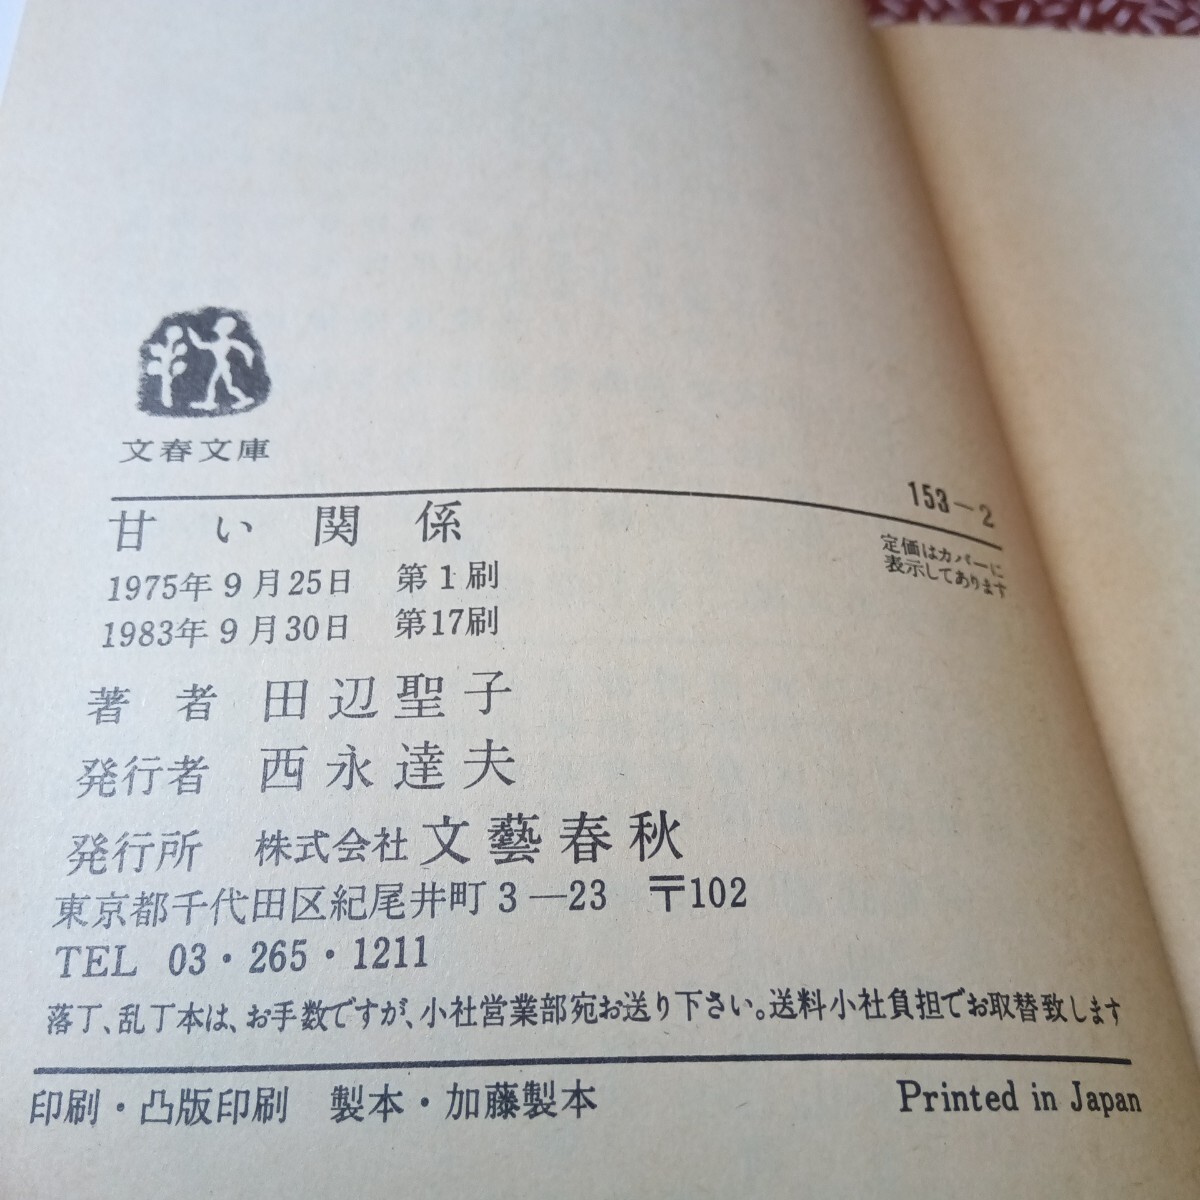 文春文庫
153-2
定価はカバーに
表示してあります
甘い関係
1975年9月25日 第1刷
1983年9月30日 第17刷
著者 田辺聖子
発行者 西永達夫
発行所 株式会社 文藝春秋
東京都千代田区紀尾井町3—23 〒102
TEL 03・265・1211
落丁、乱丁本は、お手数ですが、小社営業部宛お送り下さい。送料小社負担でお取替致します
印刷・凸版印刷 製本・加藤製本
Printed in Japan